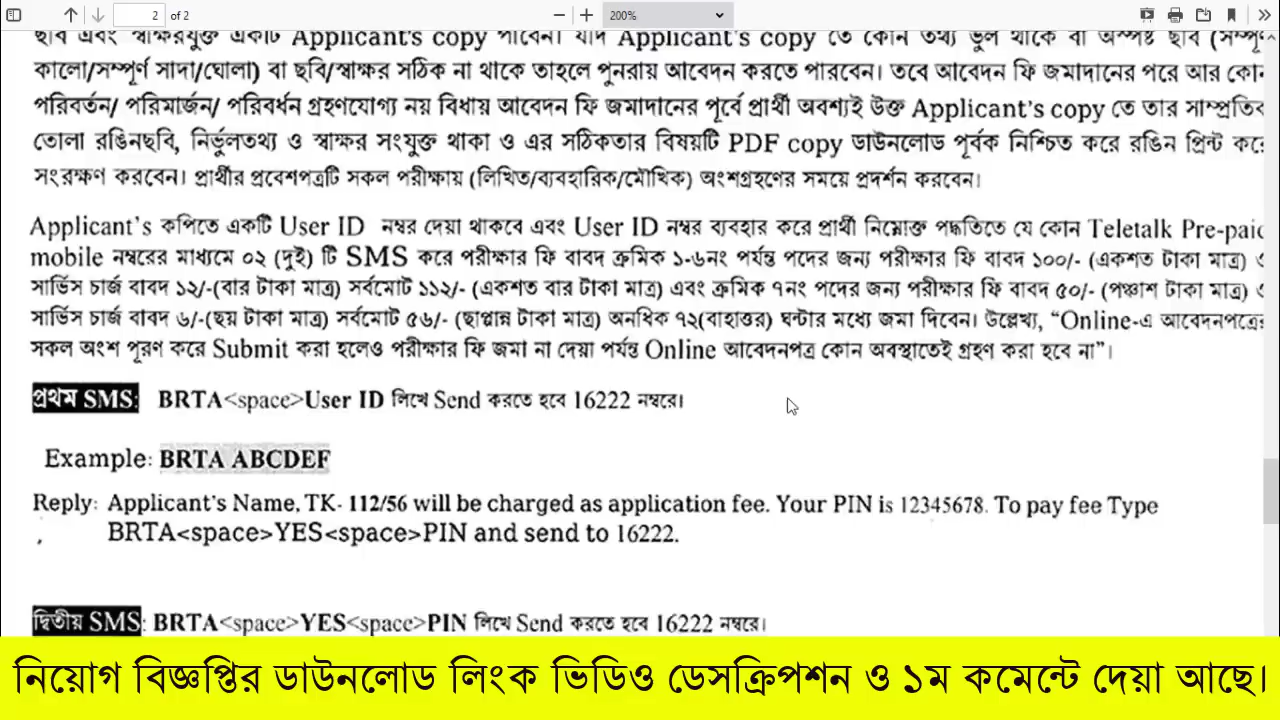 2 of 2 200%
ছবি এবং স্বাক্ষরযুক্ত একটি Applicant's copy পাবেন। যদি Applicant's copy তে কোন তথ্য ভুল থাকে বা অস্পষ্ট ছবি (সম্পূর্ণ
কালো/সম্পূর্ণ সাদা/ঘোলা) বা ছবি/স্বাক্ষর সঠিক না থাকে তাহলে পুনরায় আবেদন করতে পারবেন। তবে আবেদন ফি জমাদানের পরে আর কোন
পরিবর্তন/ পরিমার্জন/ পরিবর্ধন গ্রহণযোগ্য নয় বিধায় আবেদন ফি জমাদানের পূর্বে প্রার্থী অবশ্যই উক্ত Applicant's copy তে তার সাম্প্রতিক
তোলা রঙিনছবি, নির্ভুলতথ্য ও স্বাক্ষর সংযুক্ত থাকা ও এর সঠিকতার বিষয়টি PDF copy ডাউনলোড পূর্বক নিশ্চিত করে রঙিন প্রিন্ট করে
সংরক্ষণ করবেন। প্রার্থীর প্রবেশপত্রটি সকল পরীক্ষায় (লিখিত/ব্যবহারিক/মৌখিক) অংশগ্রহণের সময়ে প্রদর্শন করবেন।
Applicant's কপিতে একটি User ID নম্বর দেয়া থাকবে এবং User ID নম্বর ব্যবহার করে প্রার্থী নিম্নোক্ত পদ্ধতিতে যে কোন Teletalk Pre-paid
mobile নম্বরের মাধ্যমে ০২ (দুই) টি SMS করে পরীক্ষার ফি বাবদ ক্রমিক ১-৬নং পর্যন্ত পদের জন্য পরীক্ষার ফি বাবদ ১০০/- (একশত টাকা মাত্র) ও
সার্ভিস চার্জ বাবদ ১২/-(বার টাকা মাত্র) সর্বমোট ১১২/- (একশত বার টাকা মাত্র) এবং ক্রমিক ৭নং পদের জন্য পরীক্ষার ফি বাবদ ৫০/- (পঞ্চাশ টাকা মাত্র) ও
সার্ভিস চার্জ বাবদ ৬/-(ছয় টাকা মাত্র) সর্বমোট ৫৬/- (ছাপ্পান্ন টাকা মাত্র) অনধিক ৭২(বাহাত্তর) ঘন্টার মধ্যে জমা দিবেন। উল্লেখ্য, "Online-এ আবেদনপত্রের
সকল অংশ পূরণ করে Submit করা হলেও পরীক্ষার ফি জমা না দেয়া পর্যন্ত Online আবেদনপত্র কোন অবস্থাতেই গ্রহণ করা হবে না"।
প্রথম SMS: BRTA<space>User ID লিখে Send করতে হবে 16222 নম্বরে।
Example: BRTA ABCDEF
Reply: Applicant's Name, TK- 112/56 will be charged as application fee. Your PIN is 12345678. To pay fee Type
BRTA<space>YES<space>PIN and send to 16222.
দ্বিতীয় SMS: BRTA<space>YES<space>PIN লিখে Send করতে হবে 16222 নম্বরে।
নিয়োগ বিজ্ঞপ্তির ডাউনলোড লিংক ভিডিও ডেসক্রিপশন ও ১ম কমেন্টে দেয়া আছে।